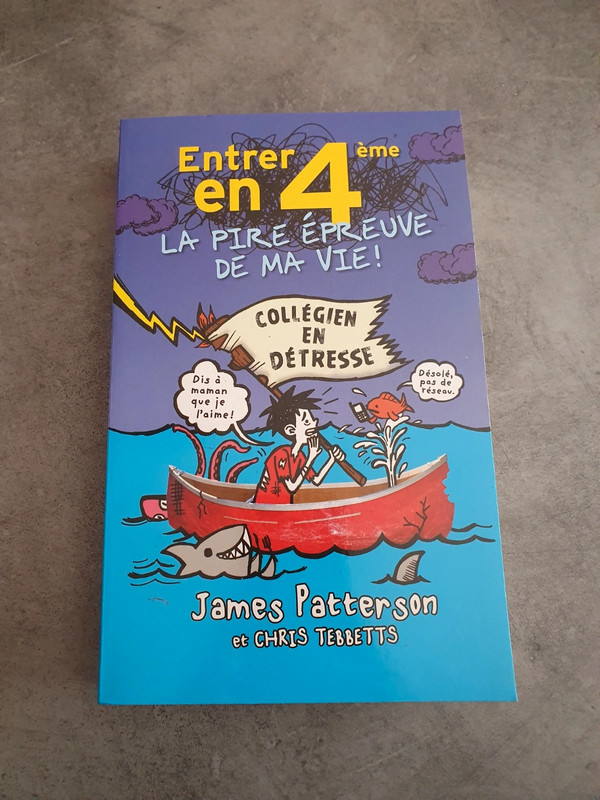 Entrer
en 4ème
LA PIRE ÉPREUVE
DE MA VIE !
COLLÉGIEN
EN
DÉTRESSE
Dis à
maman
que je
l'aime !
Désolé,
pas de
réseau.
James Patterson
et CHRIS TEBBETTS